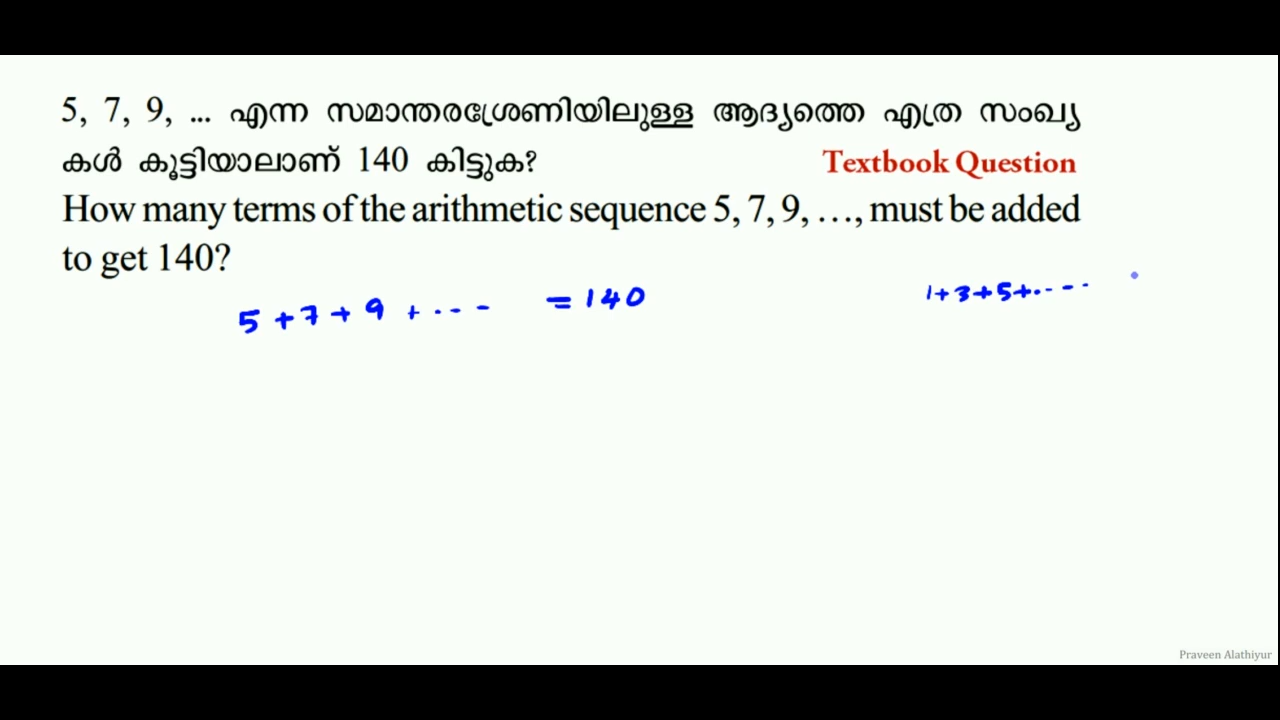 5, 7, 9, ... എന്ന സമാന്തരശ്രേണിയിലുള്ള ആദ്യത്തെ എത്ര സംഖ്യ
കൾ കൂട്ടിയാലാണ് 140 കിട്ടുക? Textbook Question
How many terms of the arithmetic sequence 5, 7, 9, ..., must be added
to get 140?
5 + 7 + 9 + ... = 140 1+3+5+....
Praveen Alathiyur